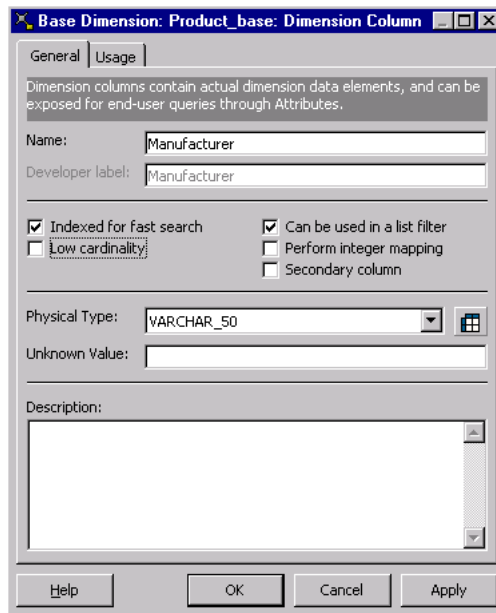 Base Dimension: Product_base: Dimension Column
General Usage
Dimension columns contain actual dimension data elements, and can be
exposed for end-user queries through Attributes.
Name: Manufacturer
Developer label: Manufacturer
Indexed for fast search Can be used in a list filter
Low cardinality Perform integer mapping
Secondary column
Physical Type: VARCHAR_50
Unknown Value:
Description:
Help OK Cancel Apply